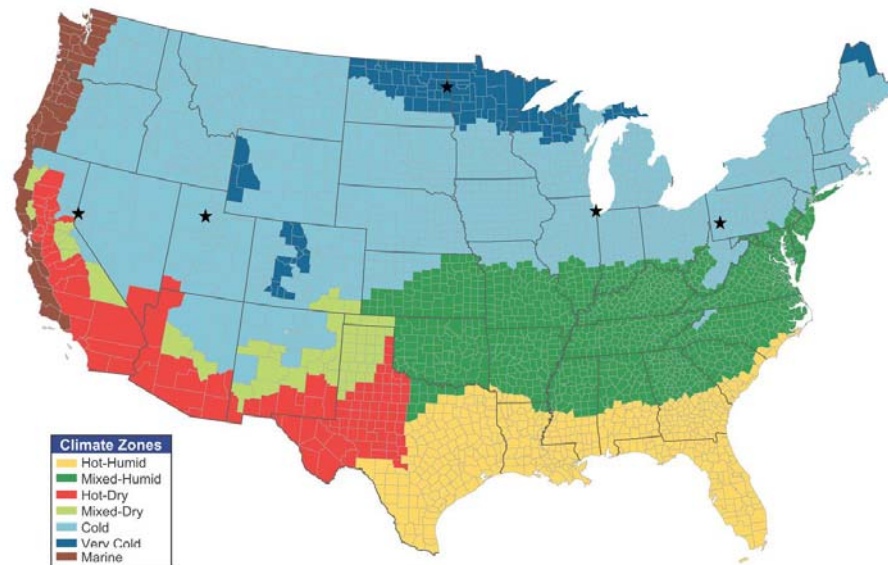 Climate Zones
Hot-Humid
Mixed-Humid
Hot-Dry
Mixed-Dry
Cold
Very Cold
Marine